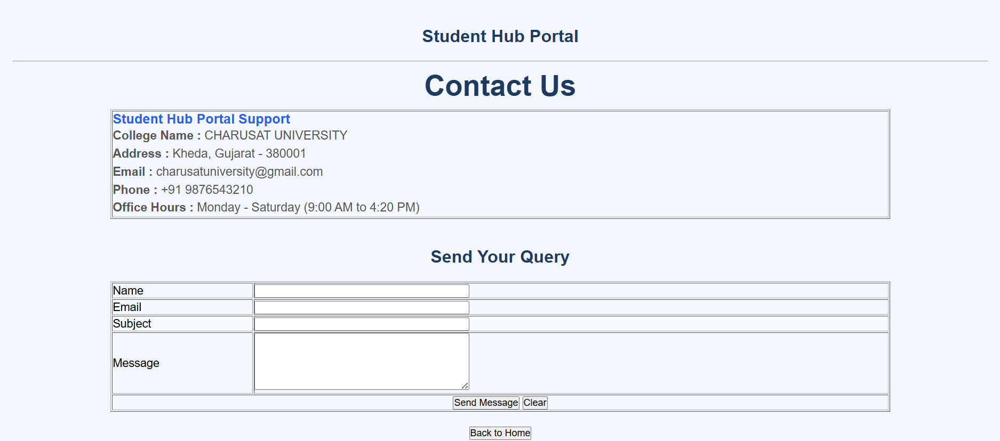 Student Hub Portal
Contact Us
Student Hub Portal Support
College Name : CHARUSAT UNIVERSITY
Address : Kheda, Gujarat - 380001
Email : charusatuniversity@gmail.com
Phone : +91 9876543210
Office Hours : Monday - Saturday (9:00 AM to 4:20 PM)
Send Your Query
Name
Email
Subject
Message
Send Message Clear
Back to Home